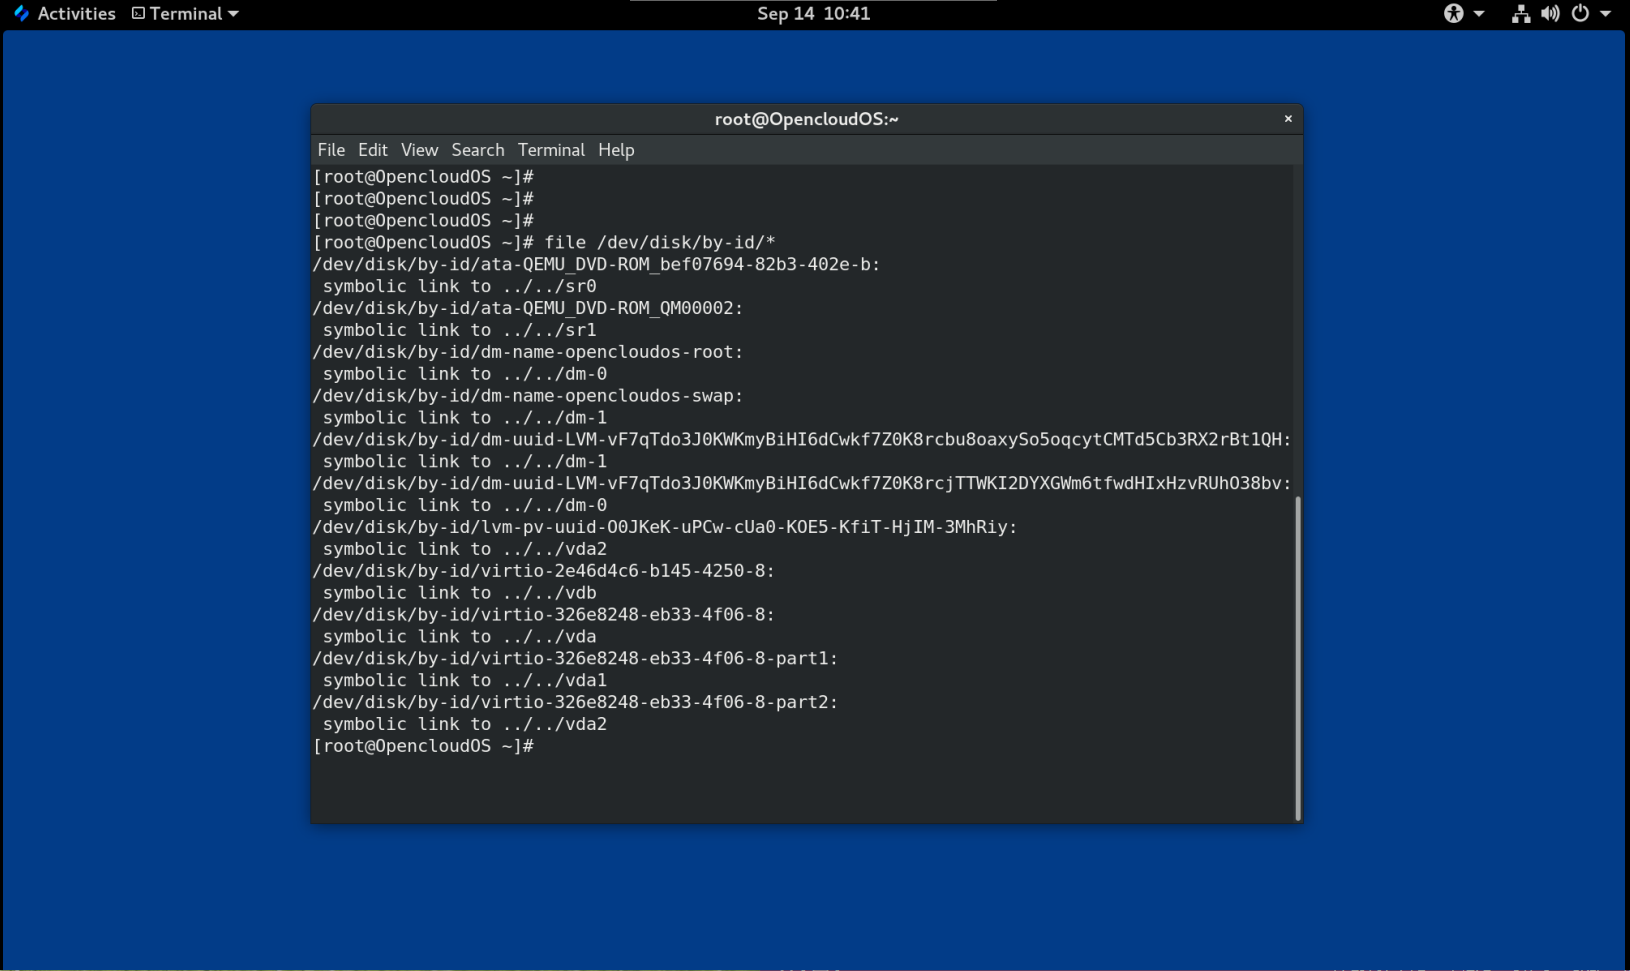 Activities Terminal Sep 14 10:41
root@OpencloudOS:~ ×
File Edit View Search Terminal Help
[root@OpencloudOS ~]#
[root@OpencloudOS ~]#
[root@OpencloudOS ~]#
[root@OpencloudOS ~]# file /dev/disk/by-id/*
/dev/disk/by-id/ata-QEMU_DVD-ROM_bef07694-82b3-402e-b:
symbolic link to ../../sr0
/dev/disk/by-id/ata-QEMU_DVD-ROM_QM00002:
symbolic link to ../../sr1
/dev/disk/by-id/dm-name-opencloudos-root:
symbolic link to ../../dm-0
/dev/disk/by-id/dm-name-opencloudos-swap:
symbolic link to ../../dm-1
/dev/disk/by-id/dm-uuid-LVM-vF7qTdo3J0KWKmyBiHI6dCwkf7Z0K8rcbu8oaxySo5oqcytCMTd5Cb3RX2rBt1QH:
symbolic link to ../../dm-1
/dev/disk/by-id/dm-uuid-LVM-vF7qTdo3J0KWKmyBiHI6dCwkf7Z0K8rcjTTWKI2DYXGWm6tfwdHIxHzvRUhO38bv:
symbolic link to ../../dm-0
/dev/disk/by-id/lvm-pv-uuid-O0JKeK-uPCw-cUa0-KOE5-KfiT-HjIM-3MhRiy:
symbolic link to ../../vda2
/dev/disk/by-id/virtio-2e46d4c6-b145-4250-8:
symbolic link to ../../vdb
/dev/disk/by-id/virtio-326e8248-eb33-4f06-8:
symbolic link to ../../vda
/dev/disk/by-id/virtio-326e8248-eb33-4f06-8-part1:
symbolic link to ../../vda1
/dev/disk/by-id/virtio-326e8248-eb33-4f06-8-part2:
symbolic link to ../../vda2
[root@OpencloudOS ~]#